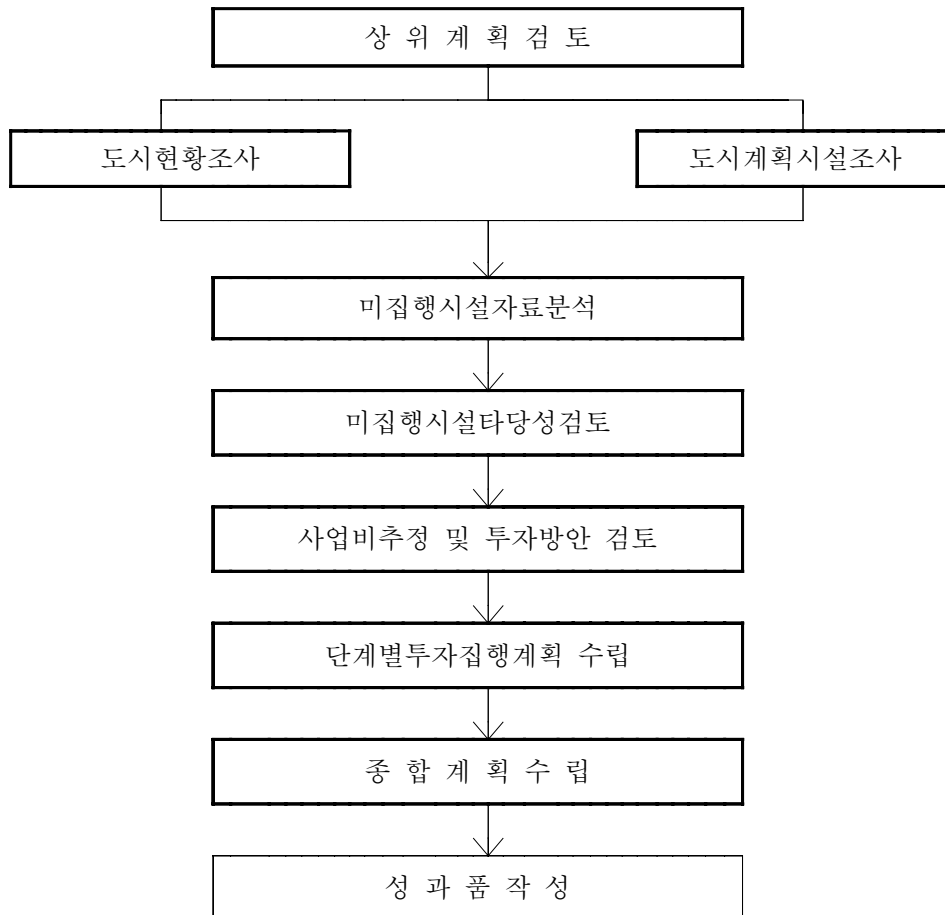 상 위 계 획 검 토
도시현황조사
도시계획시설조사
미집행시설자료분석
미집행시설타당성검토
사업비추정 및 투자방안 검토
단계별투자집행계획 수립
종 합 계 획 수 립
성 과 품 작 성